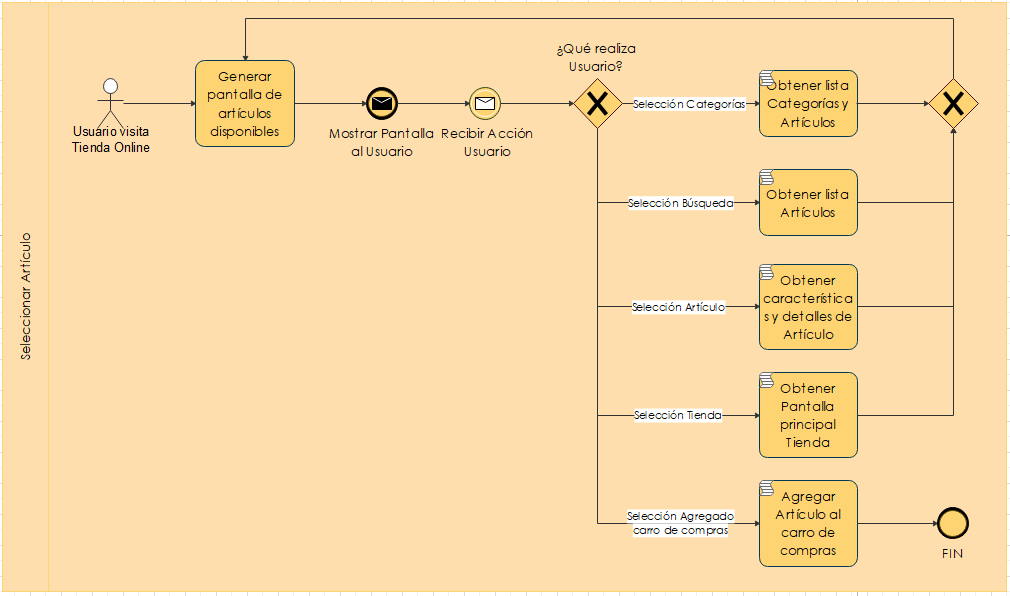 Seleccionar Artículo
Usuário visita
Tienda Online
Generar
pantalla de
artículos
disponibles
Mostrar Pantalla
al Usuario
Recibir Acción
Usuario
¿Qué realiza
Usuario?
Selección Categorías
Obtener lista
Categorías y
Artículos
Selección Búsqueda
Obtener lista
Artículos
Selección Artículo
Obtener
característica
s y detalles de
Artículo
Selección Tienda
Obtener
Pantalla
principal
Tienda
Selección Agregado
carro de compras
Agregar
Artículo al
carro de
compras
FIN